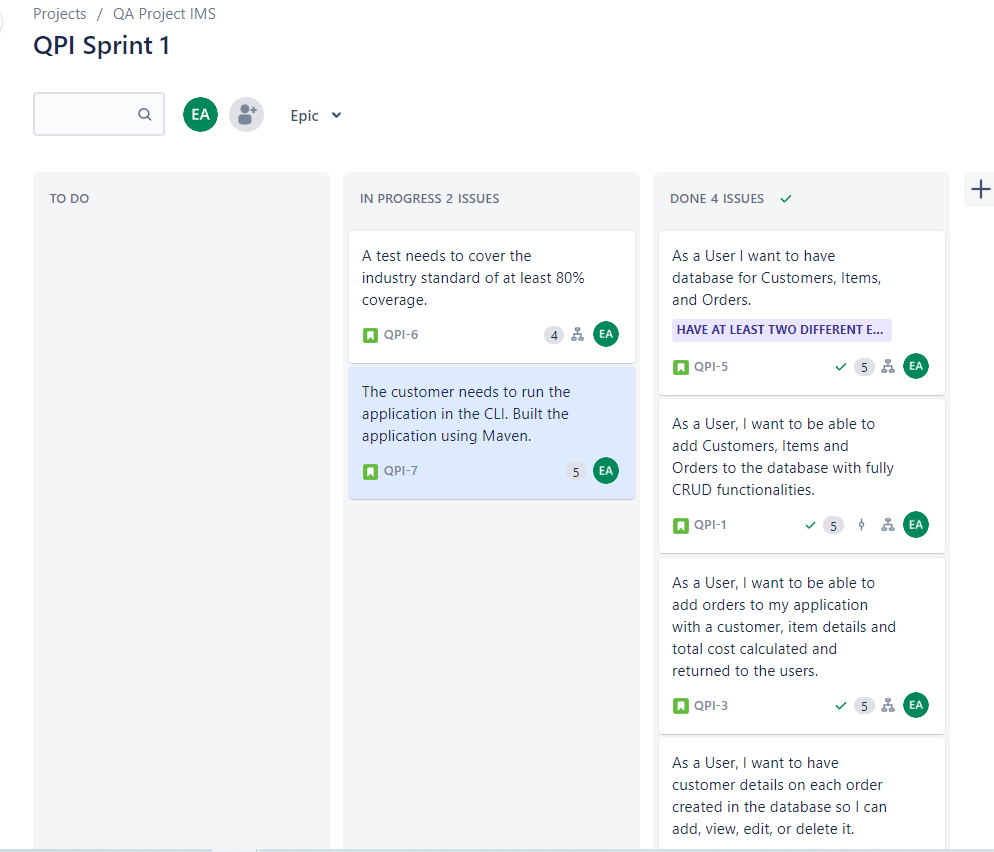 Projects / QA Project IMS
QPI Sprint 1
EA
Epic
TO DO
IN PROGRESS 2 ISSUES
A test needs to cover the
industry standard of at least 80%
coverage.
QPI-6
4
EA
The customer needs to run the
application in the CLI. Built the
application using Maven.
QPI-7
5
EA
DONE 4 ISSUES
As a User I want to have
database for Customers, Items,
and Orders.
HAVE AT LEAST TWO DIFFERENT E...
QPI-5
5
EA
As a User, I want to be able to
add Customers, Items and
Orders to the database with fully
CRUD functionalities.
QPI-1
5
EA
As a User, I want to be able to
add orders to my application
with a customer, item details and
total cost calculated and
returned to the users.
QPI-3
5
EA
As a User, I want to have
customer details on each order
created in the database so I can
add, view, edit, or delete it.